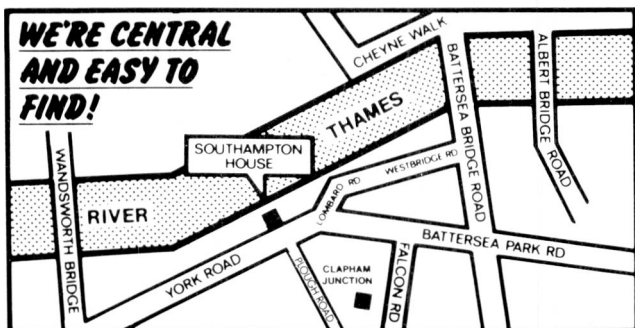 WE'RE CENTRAL
AND EASY TO
FIND!
CHEYNE WALK
BATTERSEA BRIDGE ROAD
ALBERT BRIDGE ROAD
THAMES
SOUTHAMPTON
HOUSE
WANDSWORTH BRIDGE
RIVER
LOMBARD RD
WESTBRIDGE RD
YORK ROAD
PLOUGH ROAD
CLAPHAM
JUNCTION
FALCON RD
BATTERSEA PARK RD